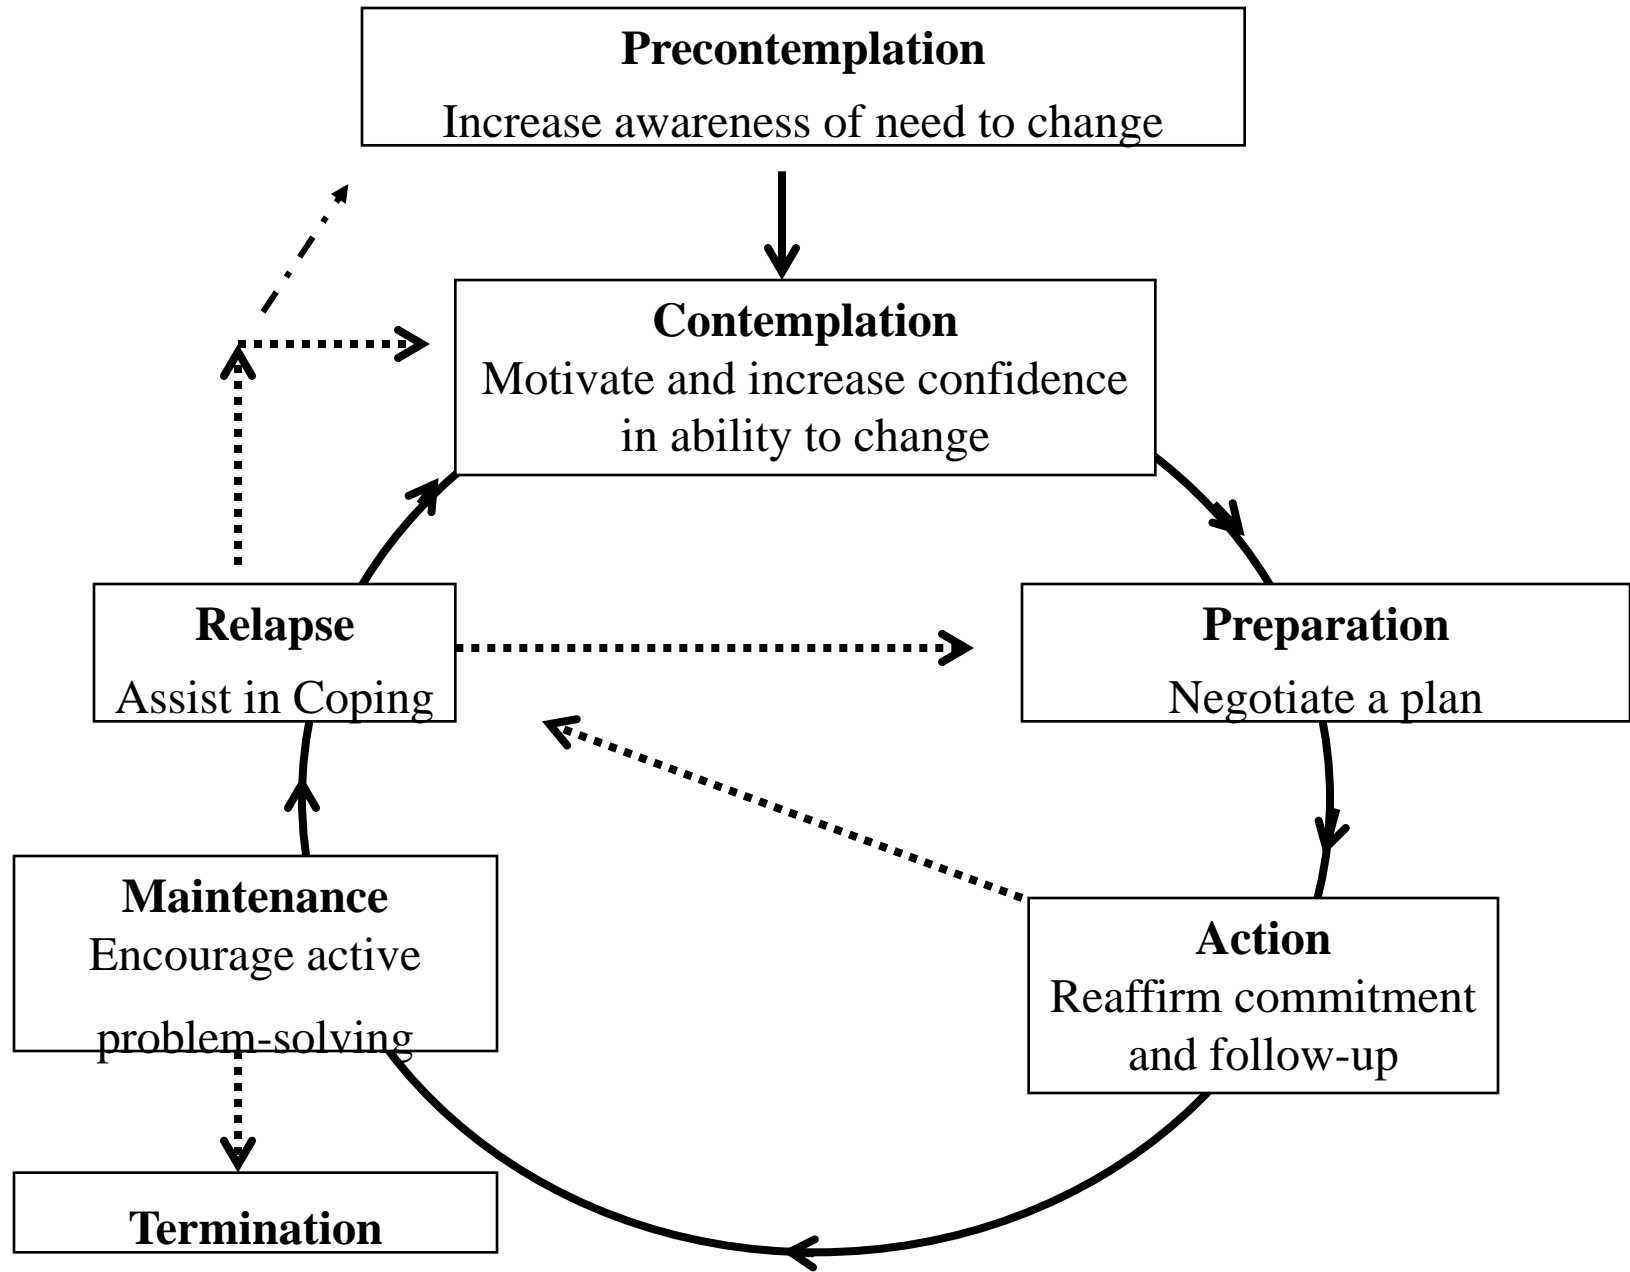 Precontemplation
Increase awareness of need to change
Contemplation
Motivate and increase confidence
in ability to change
Relapse
Assist in Coping
Preparation
Negotiate a plan
Maintenance
Encourage active
problem-solving
Action
Reaffirm commitment
and follow-up
Termination